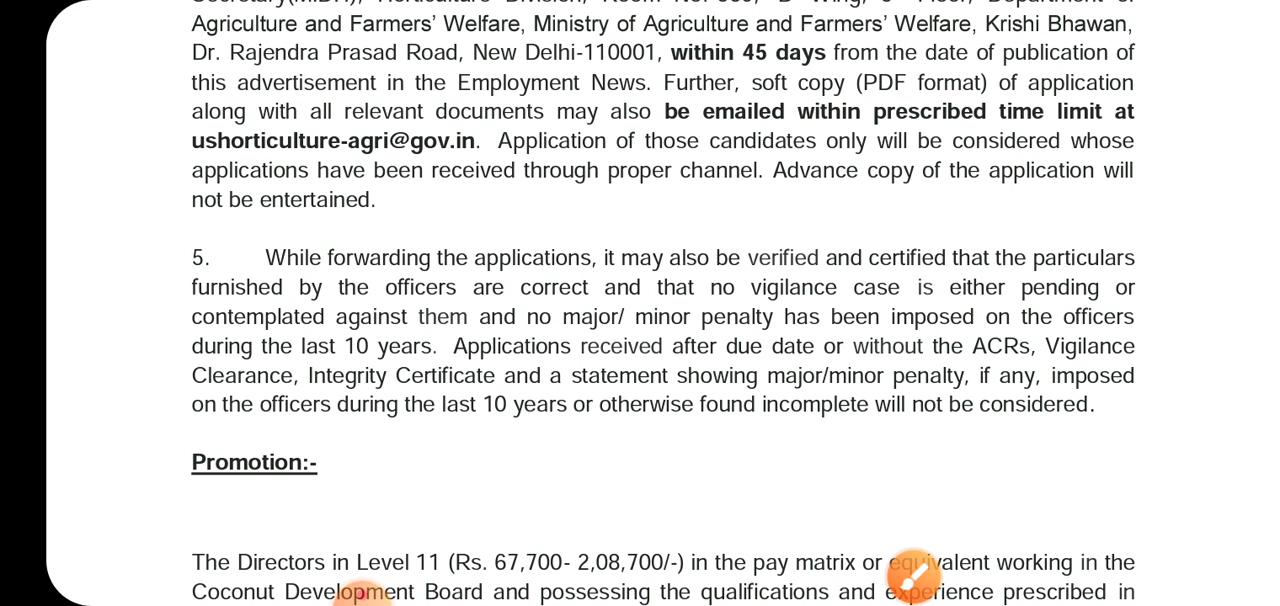 Agriculture and Farmers' Welfare, Ministry of Agriculture and Farmers' Welfare, Krishi Bhawan,
Dr. Rajendra Prasad Road, New Delhi-110001, within 45 days from the date of publication of
this advertisement in the Employment News. Further, soft copy (PDF format) of application
along with all relevant documents may also be emailed within prescribed time limit at
ushorticulture-agri@gov.in. Application of those candidates only will be considered whose
applications have been received through proper channel. Advance copy of the application will
not be entertained.
5. While forwarding the applications, it may also be verified and certified that the particulars
furnished by the officers are correct and that no vigilance case is either pending or
contemplated against them and no major/ minor penalty has been imposed on the officers
during the last 10 years. Applications received after due date or without the ACRs, Vigilance
Clearance, Integrity Certificate and a statement showing major/minor penalty, if any, imposed
on the officers during the last 10 years or otherwise found incomplete will not be considered.
Promotion:-
The Directors in Level 11 (Rs. 67,700- 2,08,700/-) in the pay matrix or equivalent working in the
Coconut Development Board and possessing the qualifications and experience prescribed in